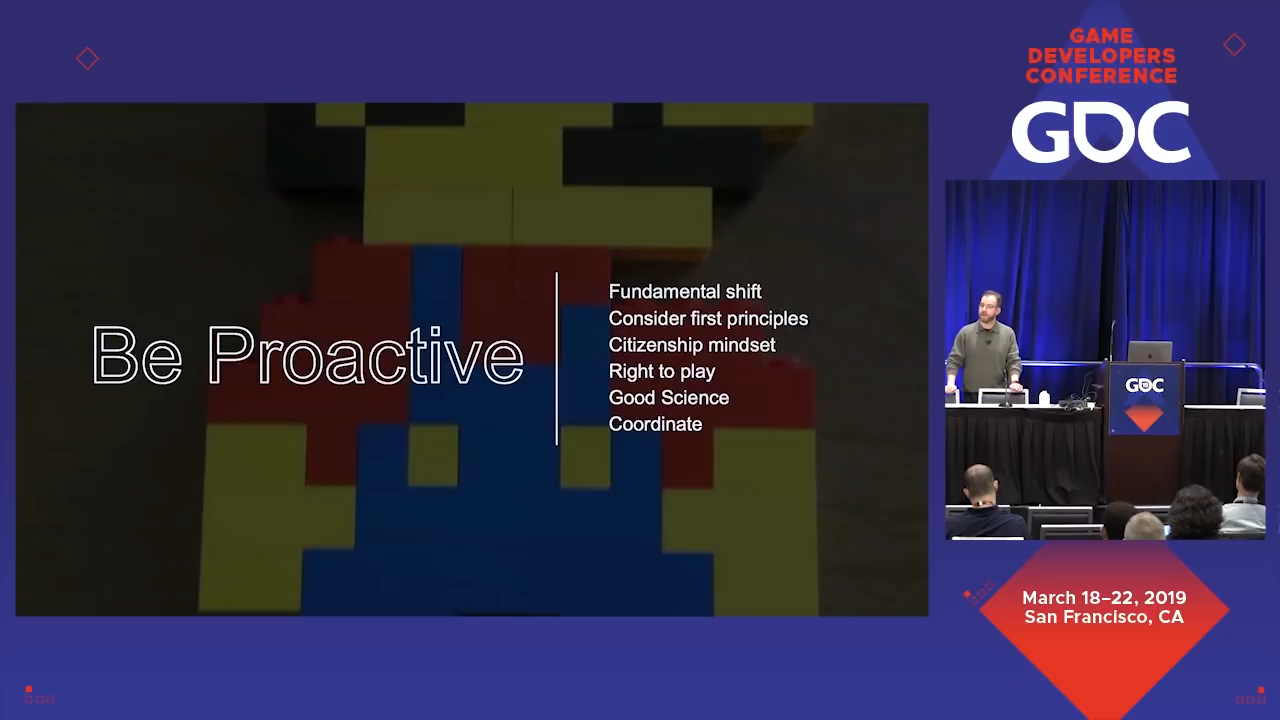 GAME
DEVELOPERS
CONFERENCE
GDC
Be Proactive
Fundamental shift
Consider first principles
Citizenship mindset
Right to play
Good Science
Coordinate
GDC
March 18–22, 2019
San Francisco, CA